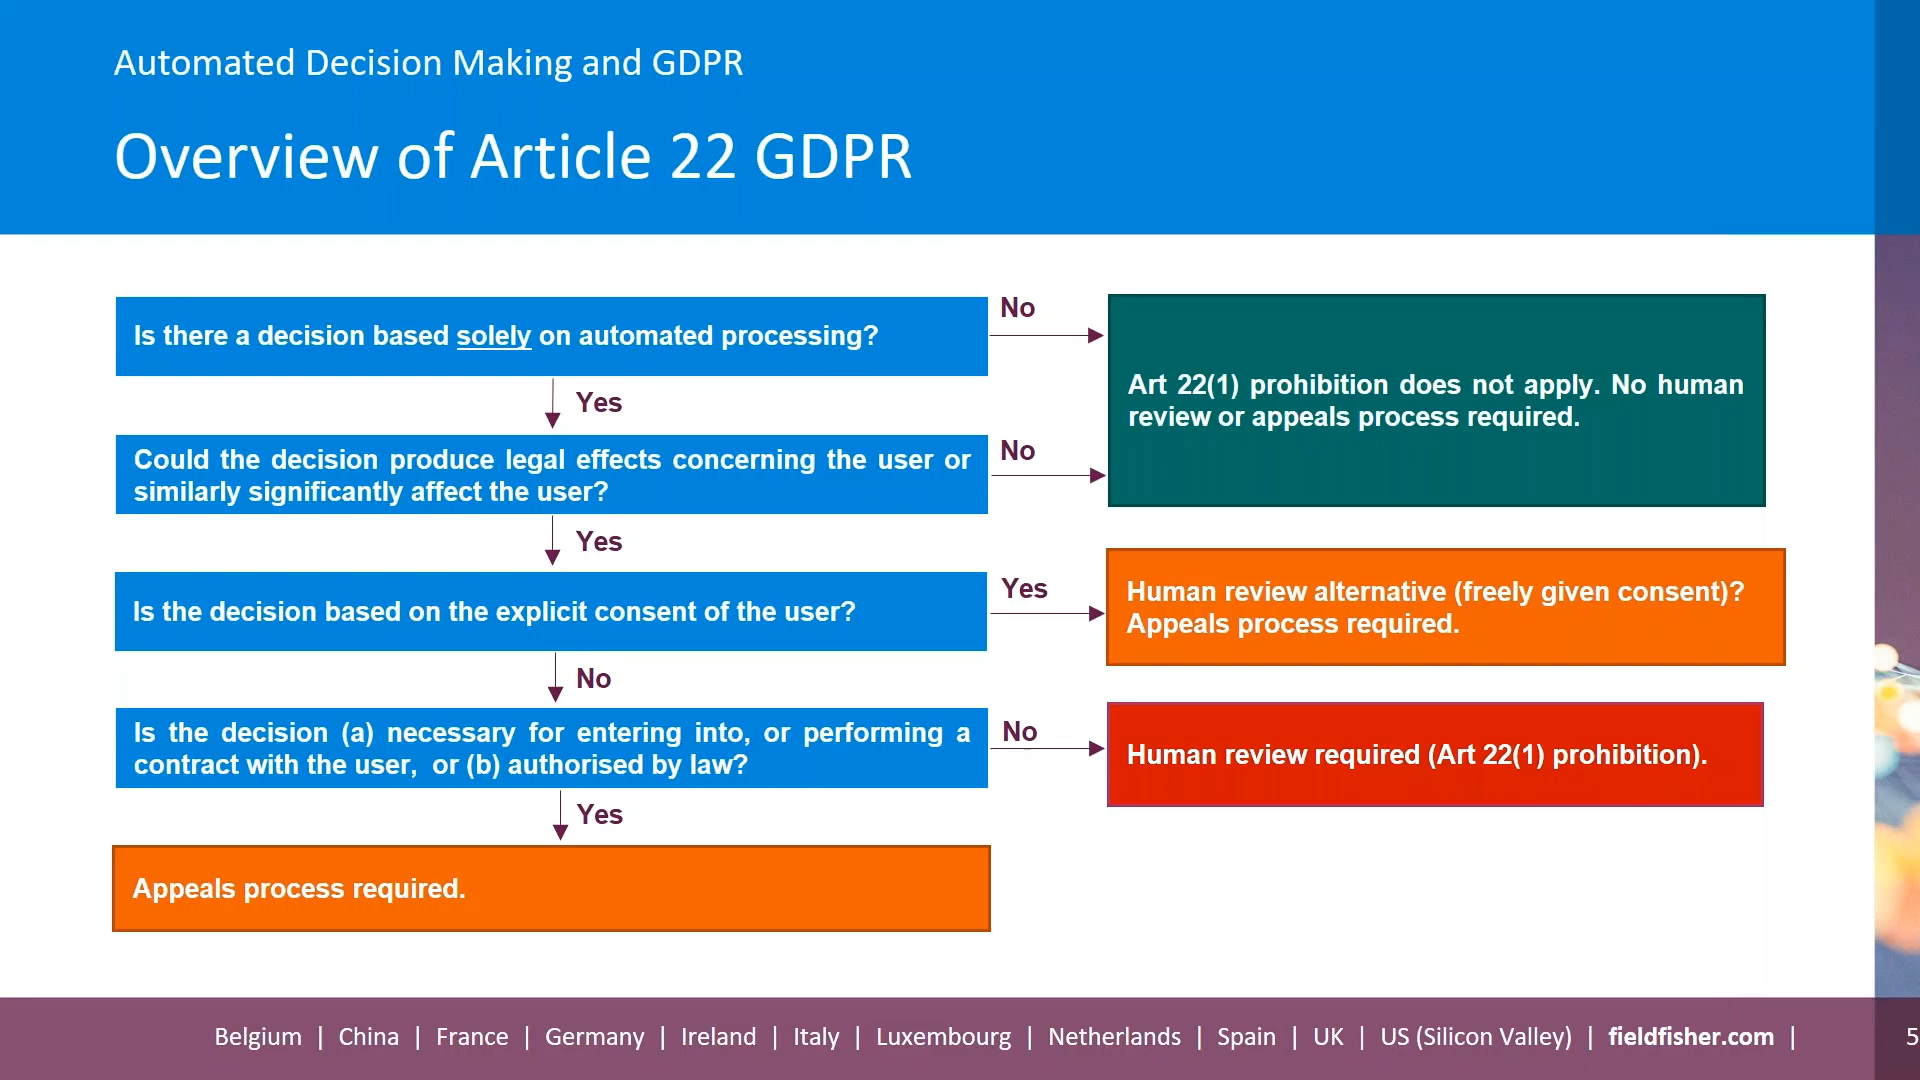 Automated Decision Making and GDPR
Overview of Article 22 GDPR
Is there a decision based solely on automated processing?
No
Art 22(1) prohibition does not apply. No human
review or appeals process required.
Yes
Could the decision produce legal effects concerning the user or
similarly significantly affect the user?
No
Yes
Is the decision based on the explicit consent of the user?
Yes
Human review alternative (freely given consent)?
Appeals process required.
No
Is the decision (a) necessary for entering into, or performing a
contract with the user, or (b) authorised by law?
No
Human review required (Art 22(1) prohibition).
Yes
Appeals process required.
Belgium | China | France | Germany | Ireland | Italy | Luxembourg | Netherlands | Spain | UK | US (Silicon Valley) | fieldfisher.com | 5